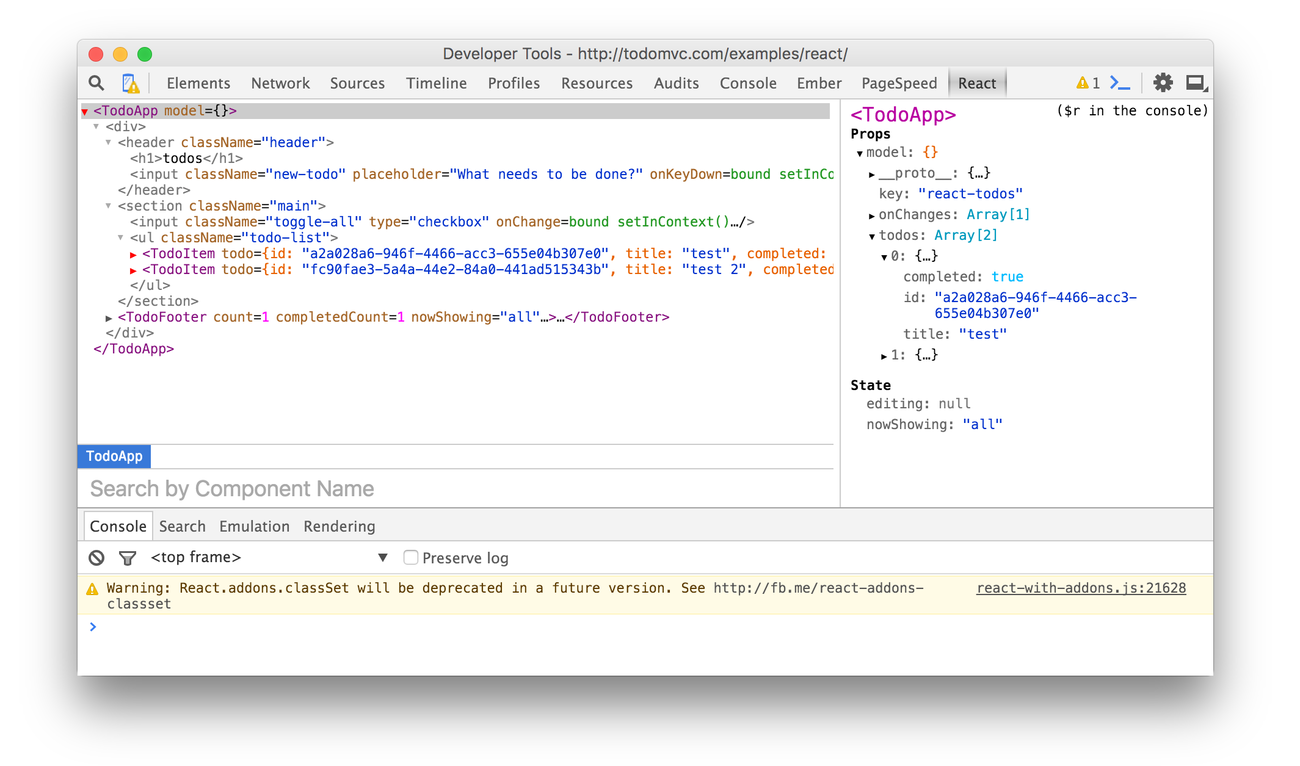 Developer Tools - http://todomvc.com/examples/react/
Elements Network Sources Timeline Profiles Resources Audits Console Ember PageSpeed React 1
<TodoApp model={}>
<div>
<header className="header">
<h1>todos</h1>
<input className="new-todo" placeholder="What needs to be done?" onKeyDown=bound setInCo
</header>
<section className="main">
<input className="toggle-all" type="checkbox" onChange=bound setInContext()…/>
<ul className="todo-list">
<TodoItem todo={id: "a2a028a6-946f-4466-acc3-655e04b307e0", title: "test", completed:
<TodoItem todo={id: "fc90fae3-5a4a-44e2-84a0-441ad515343b", title: "test 2", completed
</ul>
</section>
<TodoFooter count=1 completedCount=1 nowShowing="all"…>…</TodoFooter>
</div>
</TodoApp>
TodoApp
Search by Component Name
<TodoApp> ($r in the console)
Props
model: {}
__proto__: {…}
key: "react-todos"
onChanges: Array[1]
todos: Array[2]
0: {…}
completed: true
id: "a2a028a6-946f-4466-acc3-
655e04b307e0"
title: "test"
1: {…}
State
editing: null
nowShowing: "all"
Console Search Emulation Rendering
<top frame> Preserve log
Warning: React.addons.classSet will be deprecated in a future version. See http://fb.me/react-addons- react-with-addons.js:21628
classset
>